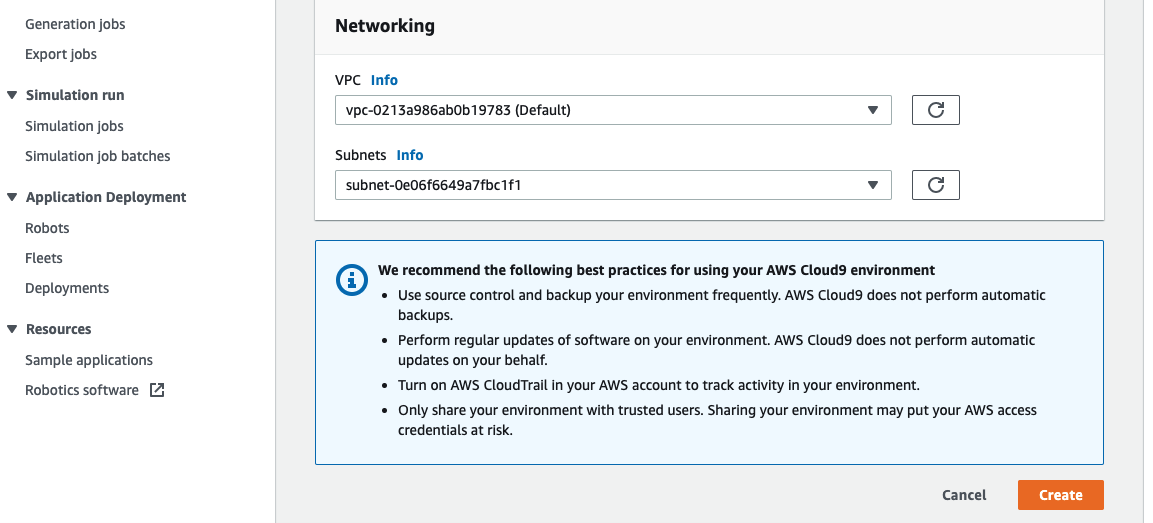 Generation jobs
Export jobs
Simulation run
Simulation jobs
Simulation job batches
Application Deployment
Robots
Fleets
Deployments
Resources
Sample applications
Robotics software
Networking
VPC Info
vpc-0213a986ab0b19783 (Default)
Subnets Info
subnet-0e06f6649a7fbc1f1
We recommend the following best practices for using your AWS Cloud9 environment
• Use source control and backup your environment frequently. AWS Cloud9 does not perform automatic
backups.
• Perform regular updates of software on your environment. AWS Cloud9 does not perform automatic
updates on your behalf.
• Turn on AWS CloudTrail in your AWS account to track activity in your environment.
• Only share your environment with trusted users. Sharing your environment may put your AWS access
credentials at risk.
Cancel
Create